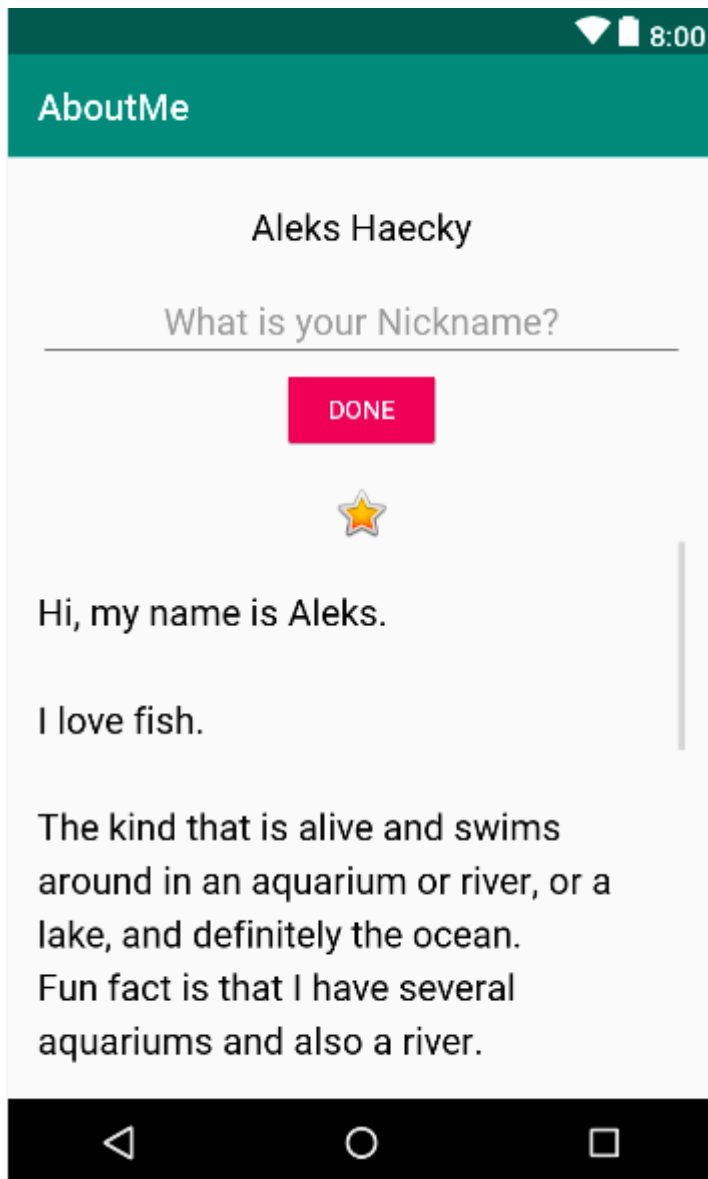 8:00
AboutMe
Aleks Haecky
What is your Nickname?
DONE
Hi, my name is Aleks.
I love fish.
The kind that is alive and swims
around in an aquarium or river, or a
lake, and definitely the ocean.
Fun fact is that I have several
aquariums and also a river.